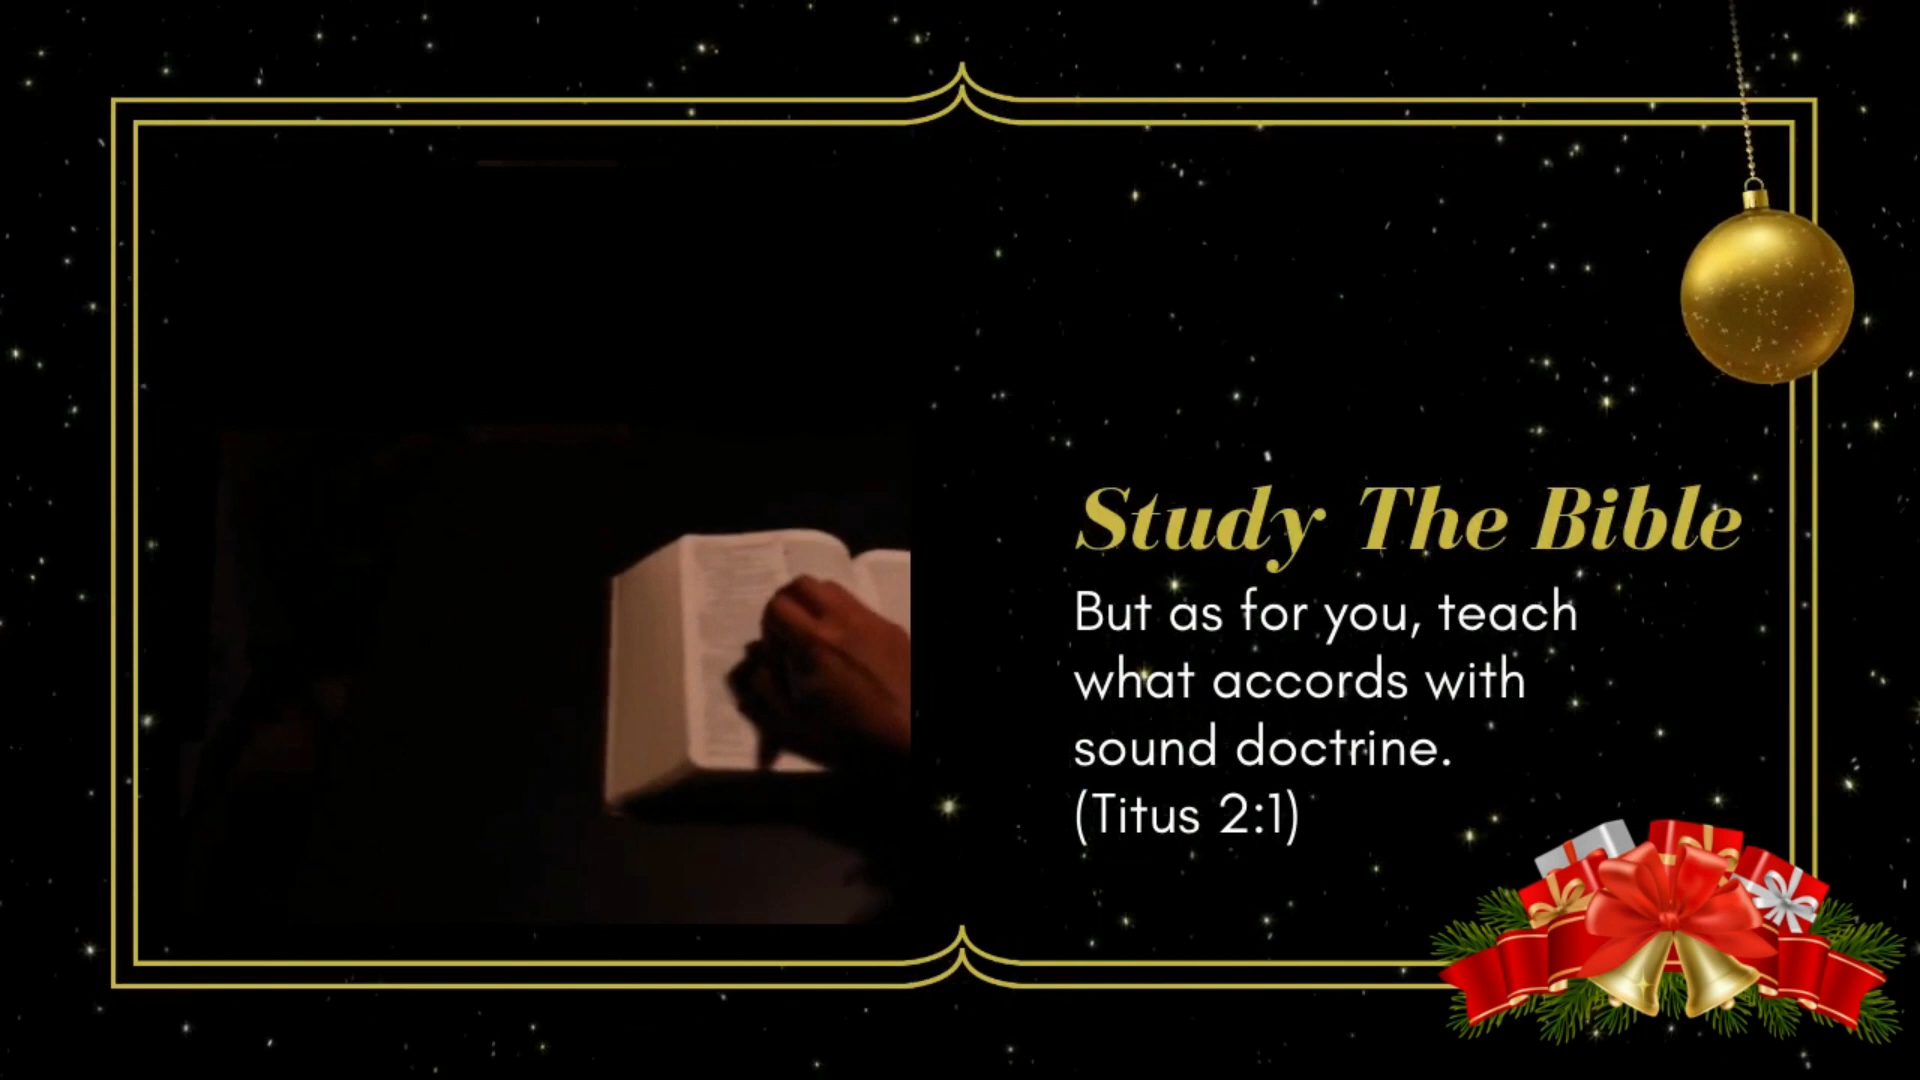 Study The Bible
But as for you, teach
what accords with
sound doctrine.
(Titus 2:1)